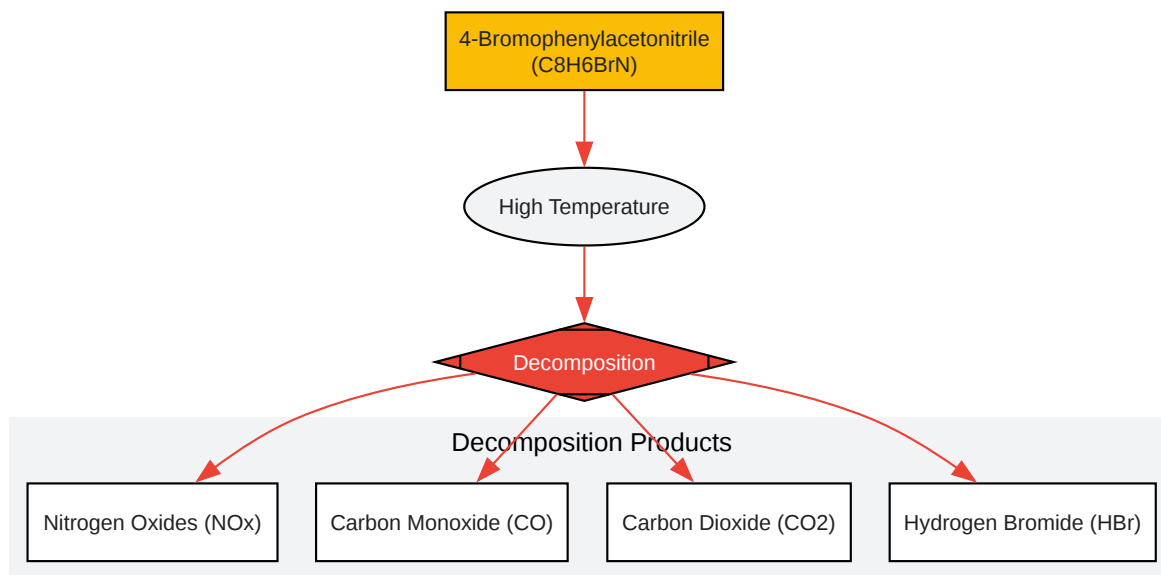 4-Bromophenylacetonitrile
(C8H6BrN)
High Temperature
Decomposition
Decomposition Products
Nitrogen Oxides (NOx)
Carbon Monoxide (CO)
Carbon Dioxide (CO2)
Hydrogen Bromide (HBr)